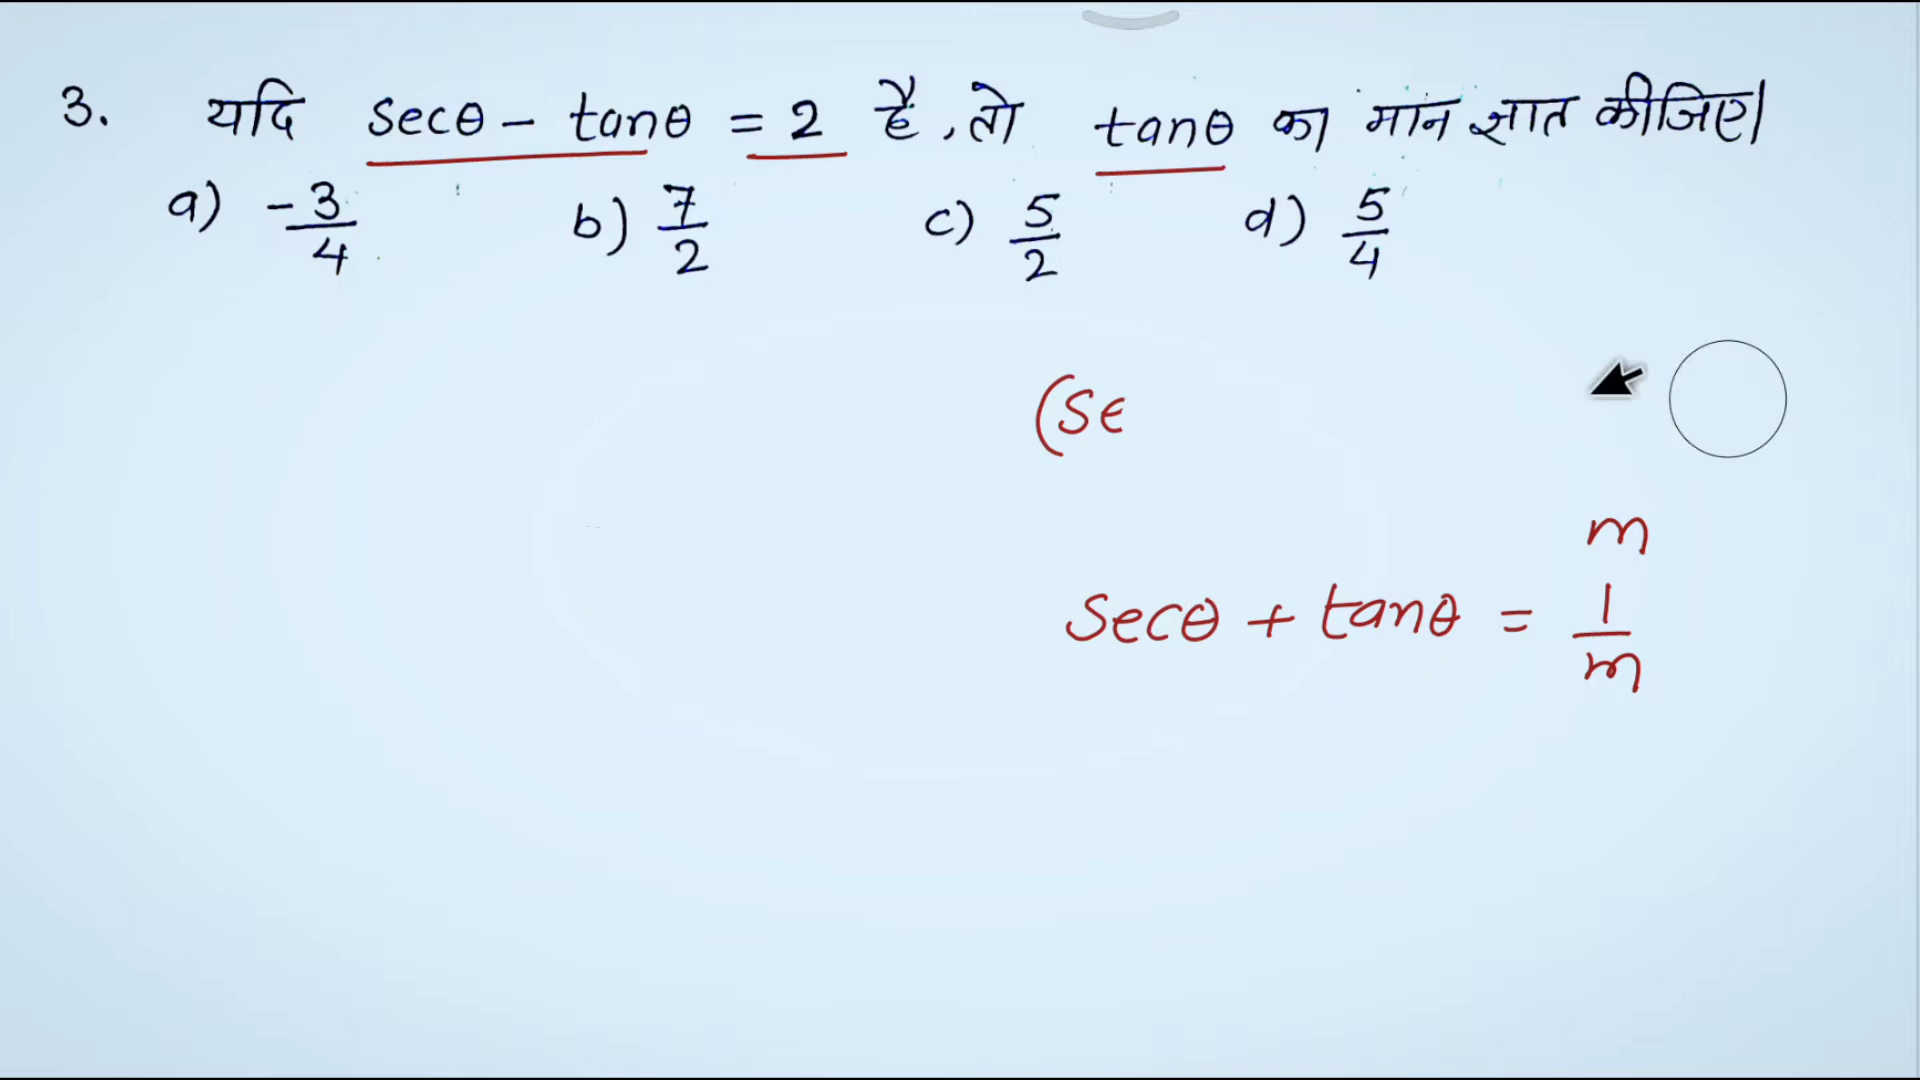 3. यदि secθ - tanθ = 2 है, तो tanθ का मान ज्ञात कीजिए।
a) -3/4 b) 7/2 c) 5/2 d) 5/4
(se
m
secθ + tanθ = 1/m